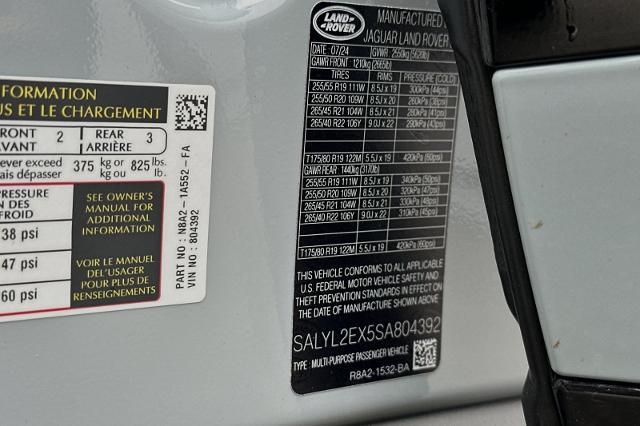 FORMATION
US ET LE CHARGEMENT
FRONT 2 REAR 3
AVANT ARRIÈRE
ever exceed 375 kg or 825 lbs.
ais dépasser kg ou lb.
PRESSURE SEE OWNER'S
ON DES MANUAL FOR
FROID ADDITIONAL
38 psi INFORMATION
47 psi VOIR LE MANUEL
DEL'USAGER
60 psi POUR PLUS DE
RENSEIGNEMENTS
PART NO : N8A2-1A552-FA
VIN NO : 804392
LAND ROVER
MANUFACTURED
JAGUAR LAND ROVER
DATE 07/24 GVWR 2550kg (5620lb)
GAWR FRONT 1210kg (2665lb)
TIRES RIMS PRESSURE (COLD)
255/55 R19 111W 8.5J x 19 300kPa (44psi)
255/50 R20 109W 8.5J x 20 260kPa (38psi)
265/45 R21 104W 8.5J x 21 280kPa (41psi)
265/40 R22 106Y 9.0J x 22 290kPa (43psi)
T175/80 R19 122M 5.5J x 19 420kPa (60psi)
GAWR REAR 1440kg (3170lb)
255/55 R19 111W 8.5J x 19 340kPa (50psi)
255/50 R20 109W 8.5J x 20 320kPa (47psi)
265/45 R21 104W 8.5J x 21 330kPa (48psi)
265/40 R22 106Y 9.0J x 22 310kPa (45psi)
T175/80 R19 122M 5.5J x 19 420kPa (60psi)
THIS VEHICLE CONFORMS TO ALL APPLICABLE
U.S. FEDERAL MOTOR VEHICLE SAFETY AND
THEFT PREVENTION STANDARDS IN EFFECT ON
THE DATE OF MANUFACTURE SHOWN ABOVE
SALYL2EX5SA804392
TYPE: MULTI-PURPOSE PASSENGER VEHICLE
R8A2-1532-BA